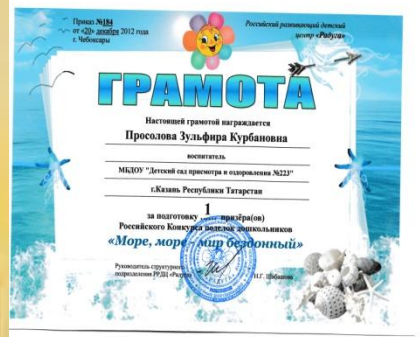 Приказ №184
от «20» декабря 2012 года
г. Чебоксары
Российский развивающий детский
центр «Радуга»
ГРАМОТА
Настоящей грамотой награждается
Просолова Зульфира Курбановна
воспитатель
МБДОУ "Детский сад присмотра и оздоровления №223"
г.Казань Республики Татарстан
за подготовку 1 призёра(ов)
Российского Конкурса поделок дошкольников
«Море, море - мир бездонный»
Руководитель структурного
подразделения РРДЦ «Радуга»
Н.Г.